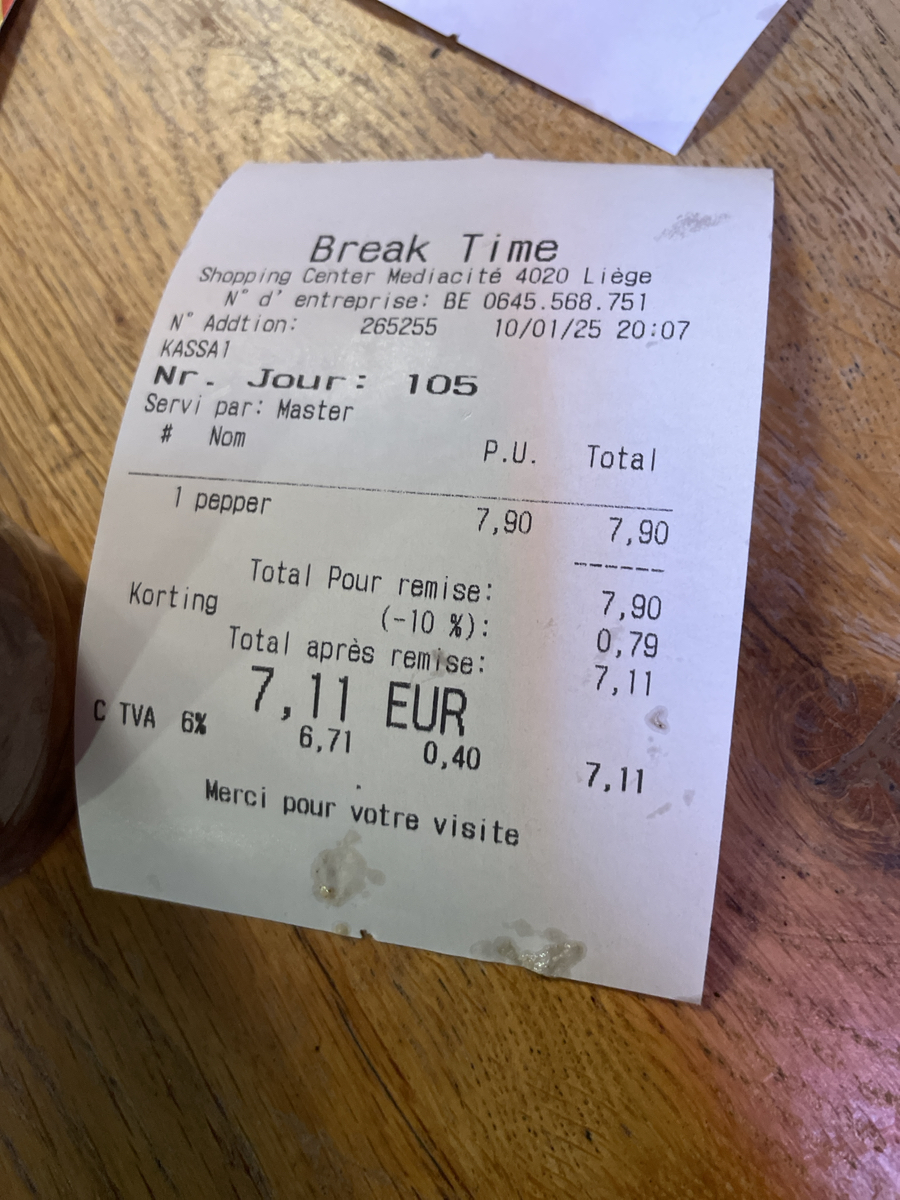 Break Time
Shopping Center Mediacité 4020 Liège
N° d' entreprise: BE 0645.568.751
N° Addtion: 265255 10/01/25 20:07
KASSA1
Nr. Jour: 105
Servi par: Master
# Nom P.U. Total
1 pepper 7,90 7,90
------
Total Pour remise: 7,90
Korting (-10 %): 0,79
Total après remise: 7,11
7,11 EUR
C TVA 6% 6,71 0,40 7,11
Merci pour votre visite